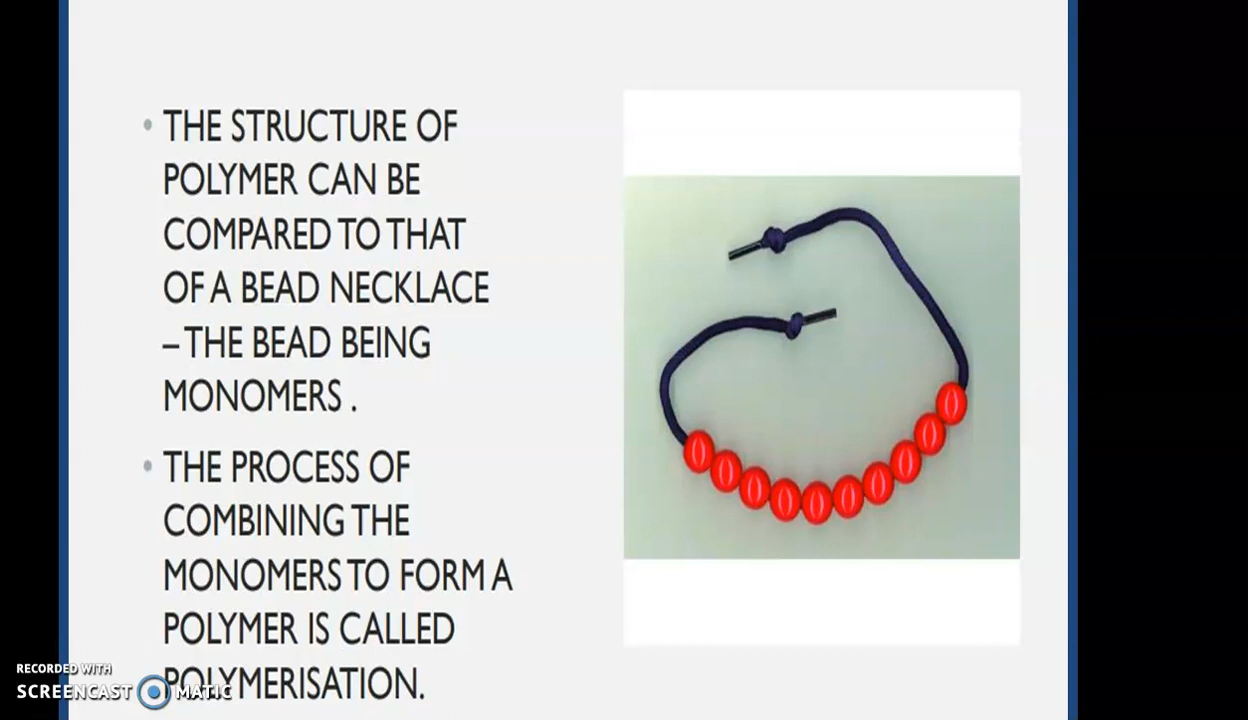 • THE STRUCTURE OF
POLYMER CAN BE
COMPARED TO THAT
OF A BEAD NECKLACE
– THE BEAD BEING
MONOMERS .
• THE PROCESS OF
COMBINING THE
MONOMERS TO FORM A
POLYMER IS CALLED
POLYMERISATION.
RECORDED WITH
SCREENCAST MATIC